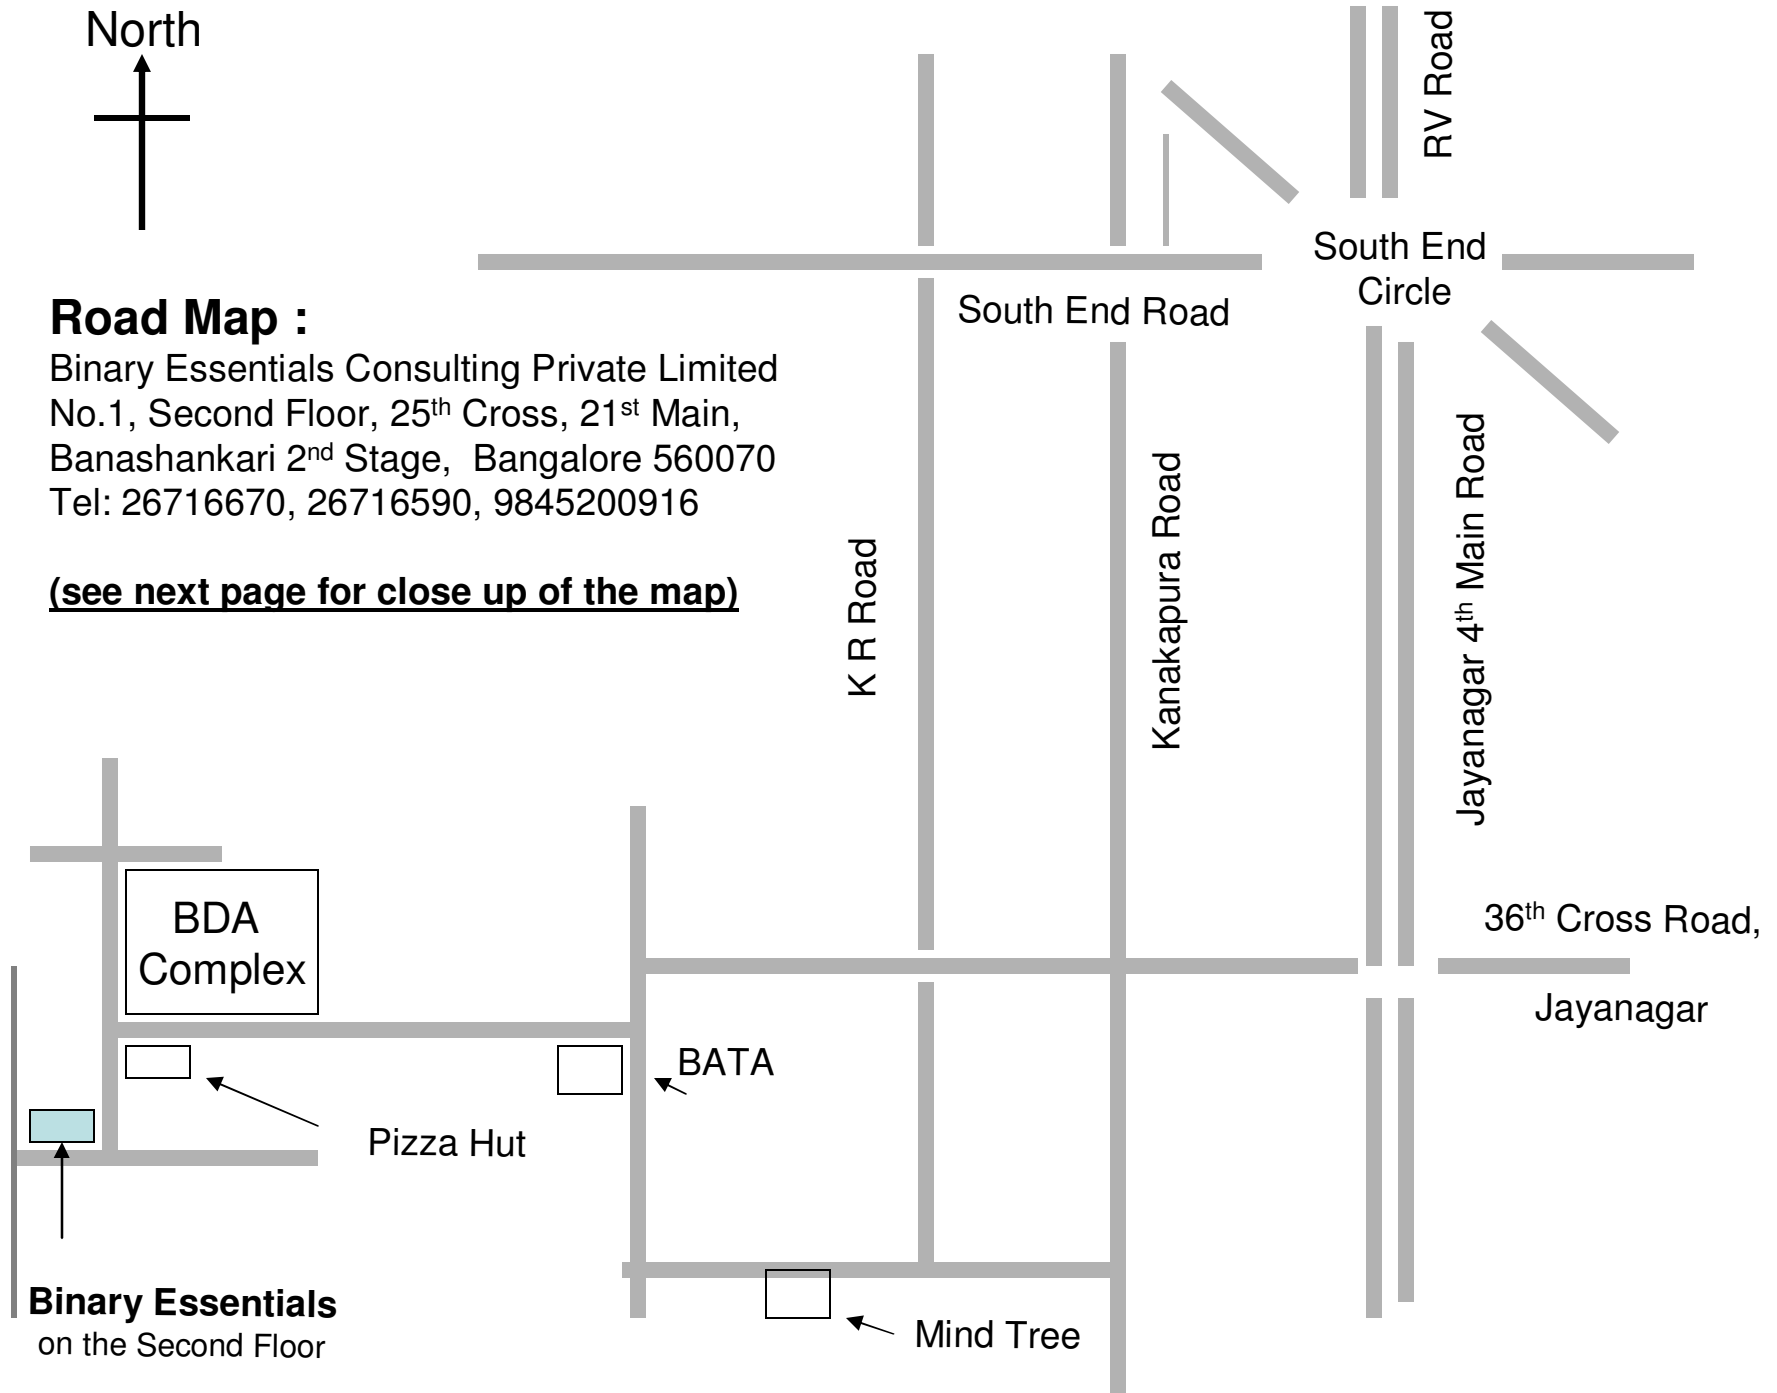 North
RV Road
South End
Circle
South End Road
Road Map :
Binary Essentials Consulting Private Limited
No.1, Second Floor, 25th Cross, 21st Main,
Banashankari 2nd Stage, Bangalore 560070
Tel: 26716670, 26716590, 9845200916
(see next page for close up of the map)
K R Road
Kanakapura Road
Jayanagar 4th Main Road
BDA
Complex
36th Cross Road,
Jayanagar
BATA
Pizza Hut
Binary Essentials
on the Second Floor
Mind Tree